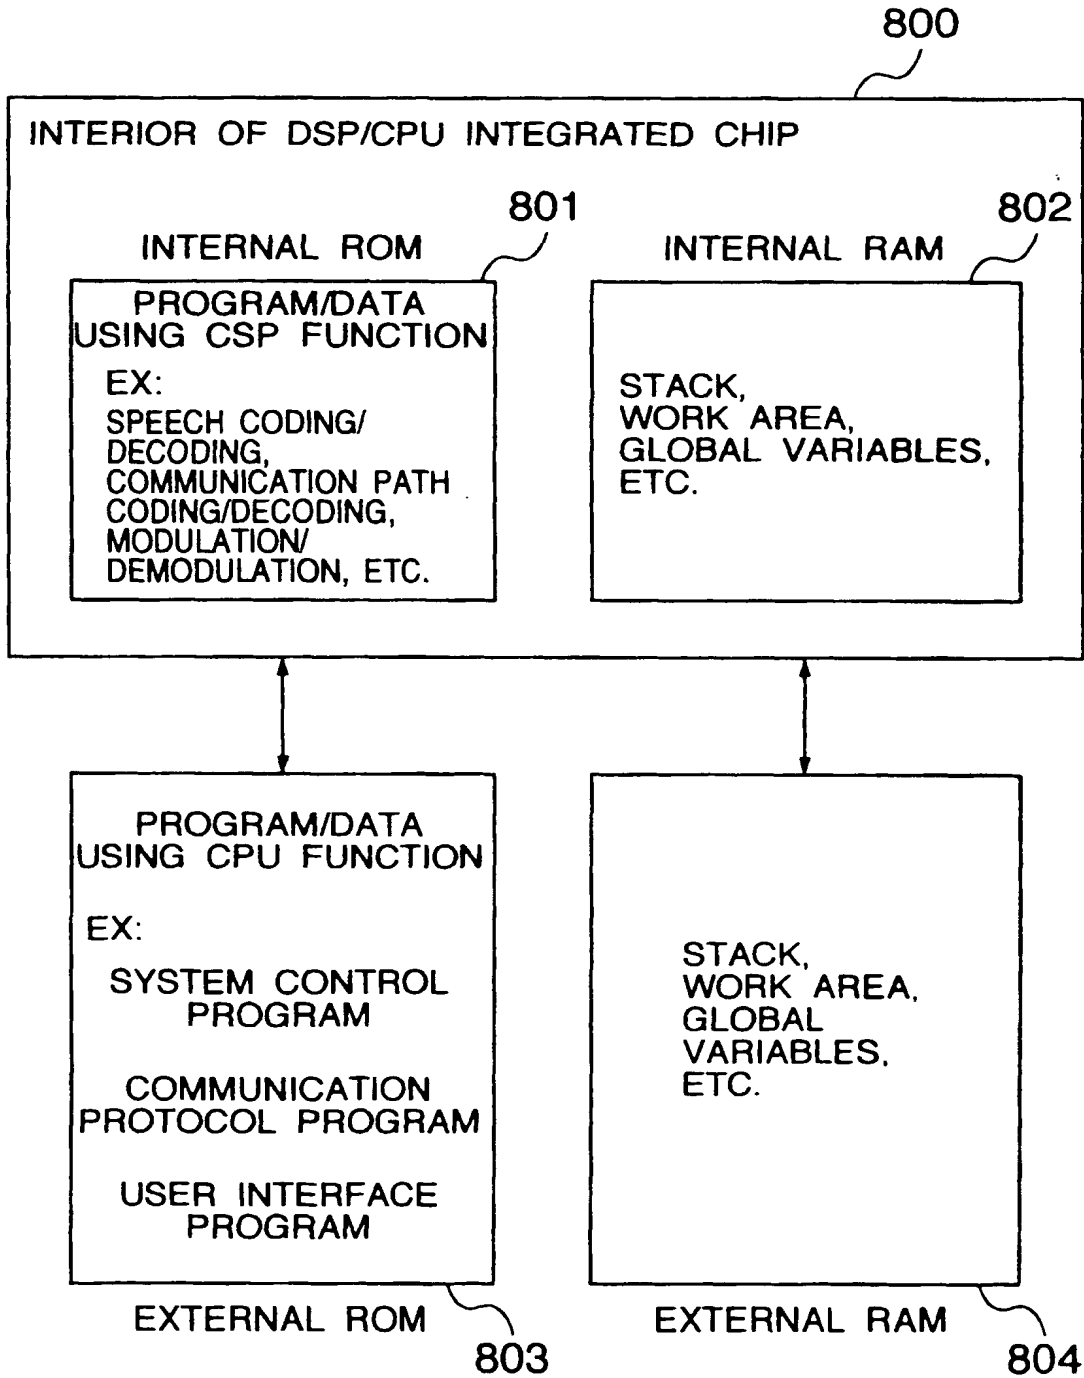 800
INTERIOR OF DSP/CPU INTEGRATED CHIP
801
802
INTERNAL ROM
INTERNAL RAM
PROGRAM/DATA
USING CSP FUNCTION
EX:
SPEECH CODING/
DECODING,
COMMUNICATION PATH
CODING/DECODING,
MODULATION/
DEMODULATION, ETC.
STACK,
WORK AREA,
GLOBAL VARIABLES,
ETC.
PROGRAM/DATA
USING CPU FUNCTION
EX:
SYSTEM CONTROL
PROGRAM
COMMUNICATION
PROTOCOL PROGRAM
USER INTERFACE
PROGRAM
STACK,
WORK AREA,
GLOBAL
VARIABLES,
ETC.
EXTERNAL ROM
EXTERNAL RAM
803
804